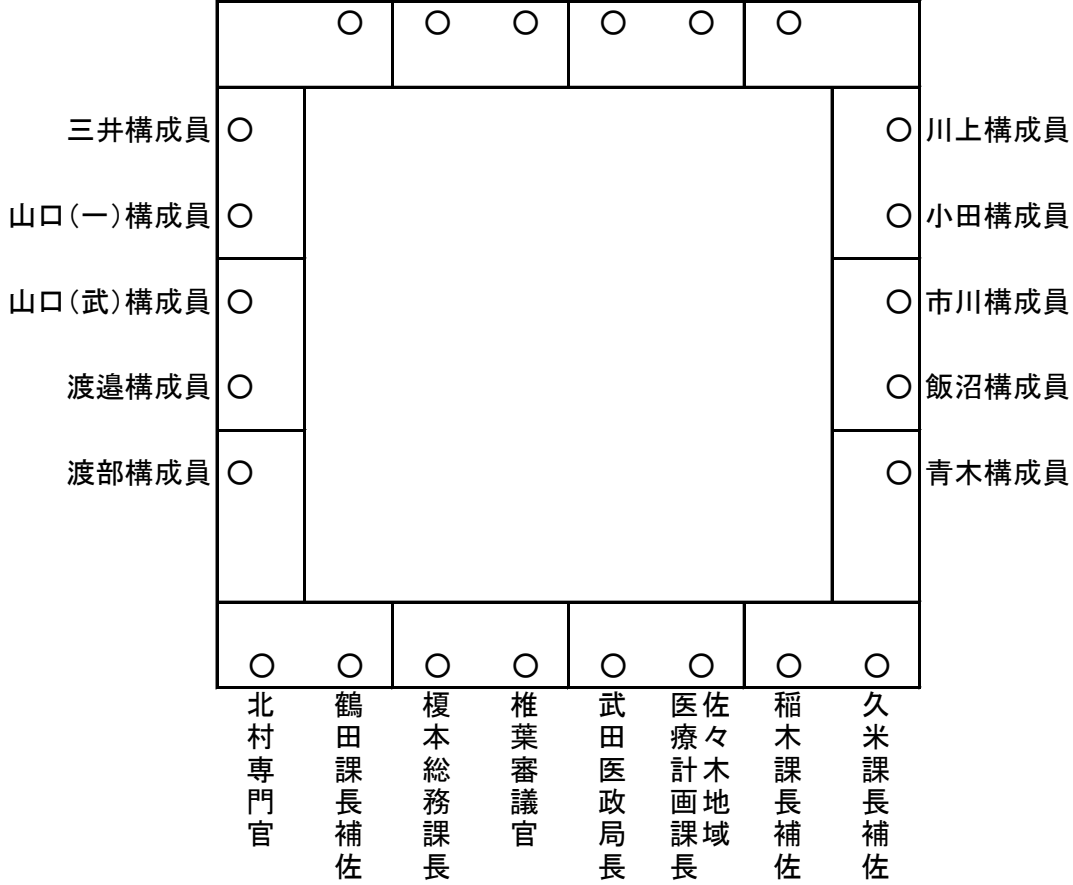 三井構成員
山口(一)構成員
山口(武)構成員
渡邉構成員
渡部構成員
川上構成員
小田構成員
市川構成員
飯沼構成員
青木構成員
北村専門官
鶴田課長補佐
榎本総務課長
椎葉審議官
武田医政局長
佐々木地域
医療計画課長
稲木課長補佐
久米課長補佐